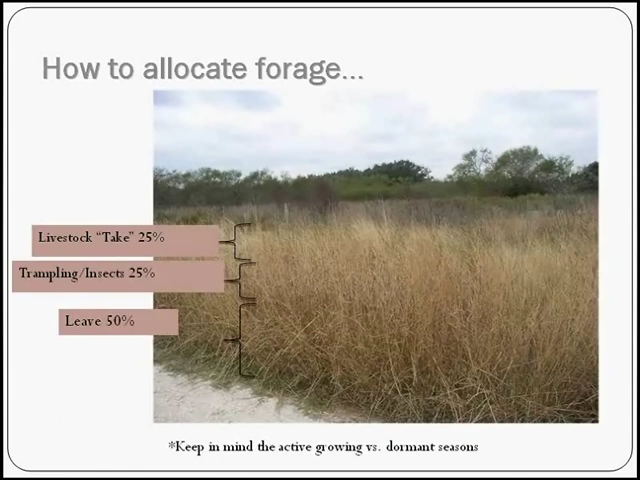 How to allocate forage...
Livestock “Take” 25%
Trampling/Insects 25%
Leave 50%
*Keep in mind the active growing vs. dormant seasons